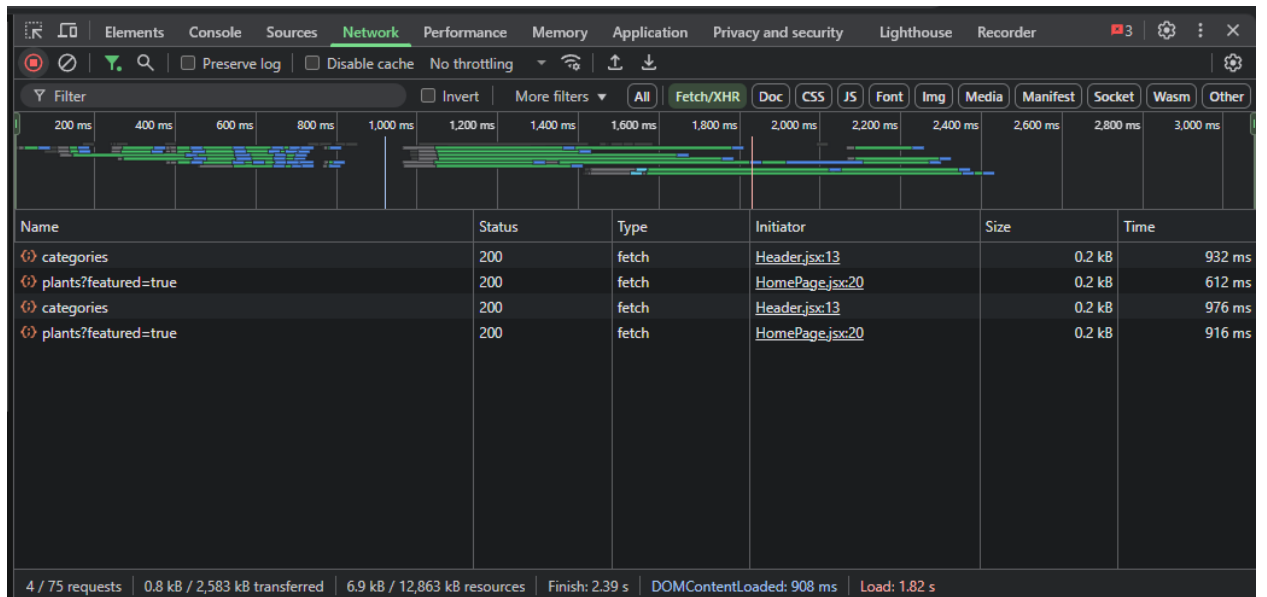 Elements Console Sources Network Performance Memory Application Privacy and security Lighthouse Recorder 3
Preserve log Disable cache No throttling
Filter Invert More filters All Fetch/XHR Doc CSS JS Font Img Media Manifest Socket Wasm Other
200 ms 400 ms 600 ms 800 ms 1,000 ms 1,200 ms 1,400 ms 1,600 ms 1,800 ms 2,000 ms 2,200 ms 2,400 ms 2,600 ms 2,800 ms 3,000 ms
Name Status Type Initiator Size Time
categories 200 fetch Header.jsx:13 0.2 kB 932 ms
plants?featured=true 200 fetch HomePage.jsx:20 0.2 kB 612 ms
categories 200 fetch Header.jsx:13 0.2 kB 976 ms
plants?featured=true 200 fetch HomePage.jsx:20 0.2 kB 916 ms
4 / 75 requests 0.8 kB / 2,583 kB transferred 6.9 kB / 12,863 kB resources Finish: 2.39 s DOMContentLoaded: 908 ms Load: 1.82 s